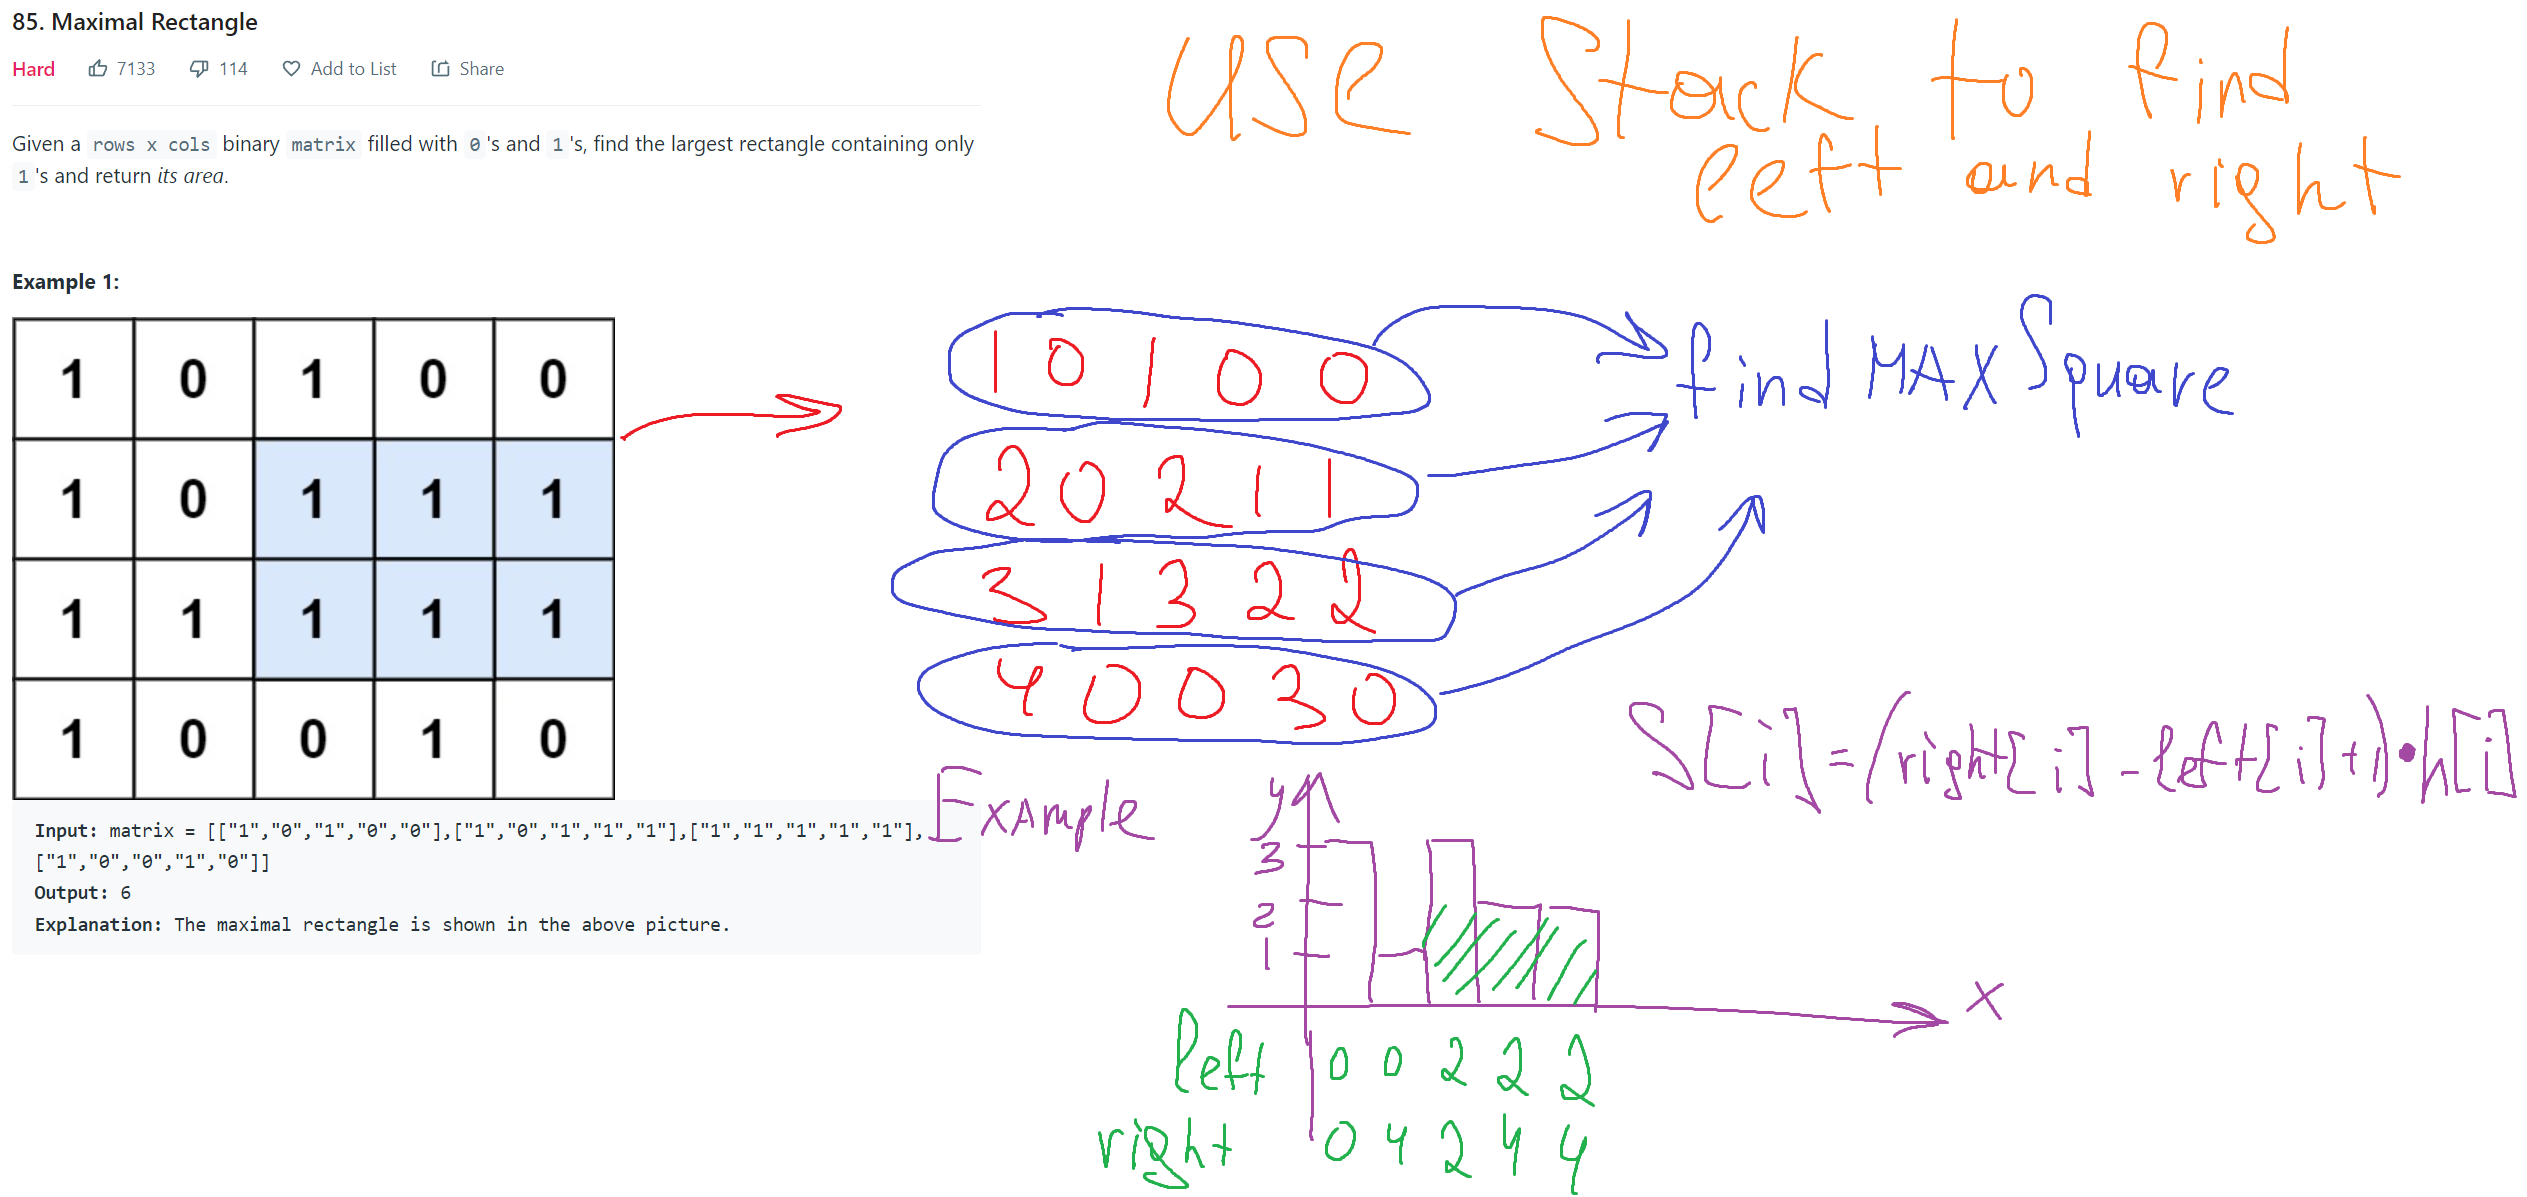 85. Maximal Rectangle
Hard 7133 114 Add to List Share
Given a rows x cols binary matrix filled with 0's and 1's, find the largest rectangle containing only
1's and return its area.
Example 1:
1 0 1 0 0
1 0 1 1 1
1 1 1 1 1
1 0 0 1 0
Input: matrix = [["1","0","1","0","0"],["1","0","1","1","1"],["1","1","1","1","1"],
["1","0","0","1","0"]]
Output: 6
Explanation: The maximal rectangle is shown in the above picture.
USE Stack to find
left and right
1 0 1 0 0
2 0 2 1 1
3 1 3 2 2
4 0 0 3 0
find MAX Square
S[i]=(right[i]-left[i]+1)•h[i]
Example
y
3
2
1
x
left 0 0 2 2 2
right 0 4 2 4 4